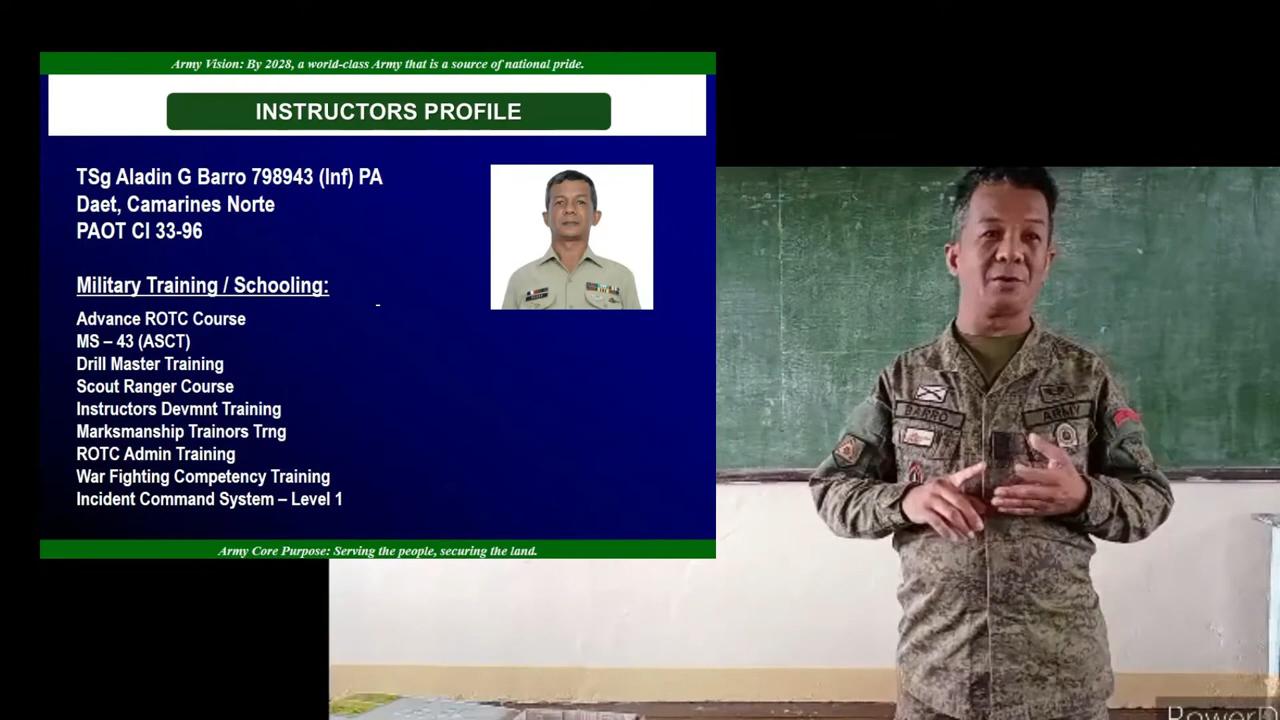 Army Vision: By 2028, a world-class Army that is a source of national pride.
INSTRUCTORS PROFILE
TSg Aladin G Barro 798943 (Inf) PA
Daet, Camarines Norte
PAOT Cl 33-96
Military Training / Schooling:
Advance ROTC Course
MS – 43 (ASCT)
Drill Master Training
Scout Ranger Course
Instructors Devmnt Training
Marksmanship Trainors Trng
ROTC Admin Training
War Fighting Competency Training
Incident Command System – Level 1
Army Core Purpose: Serving the people, securing the land.
BARRO
ARMY
PowerD